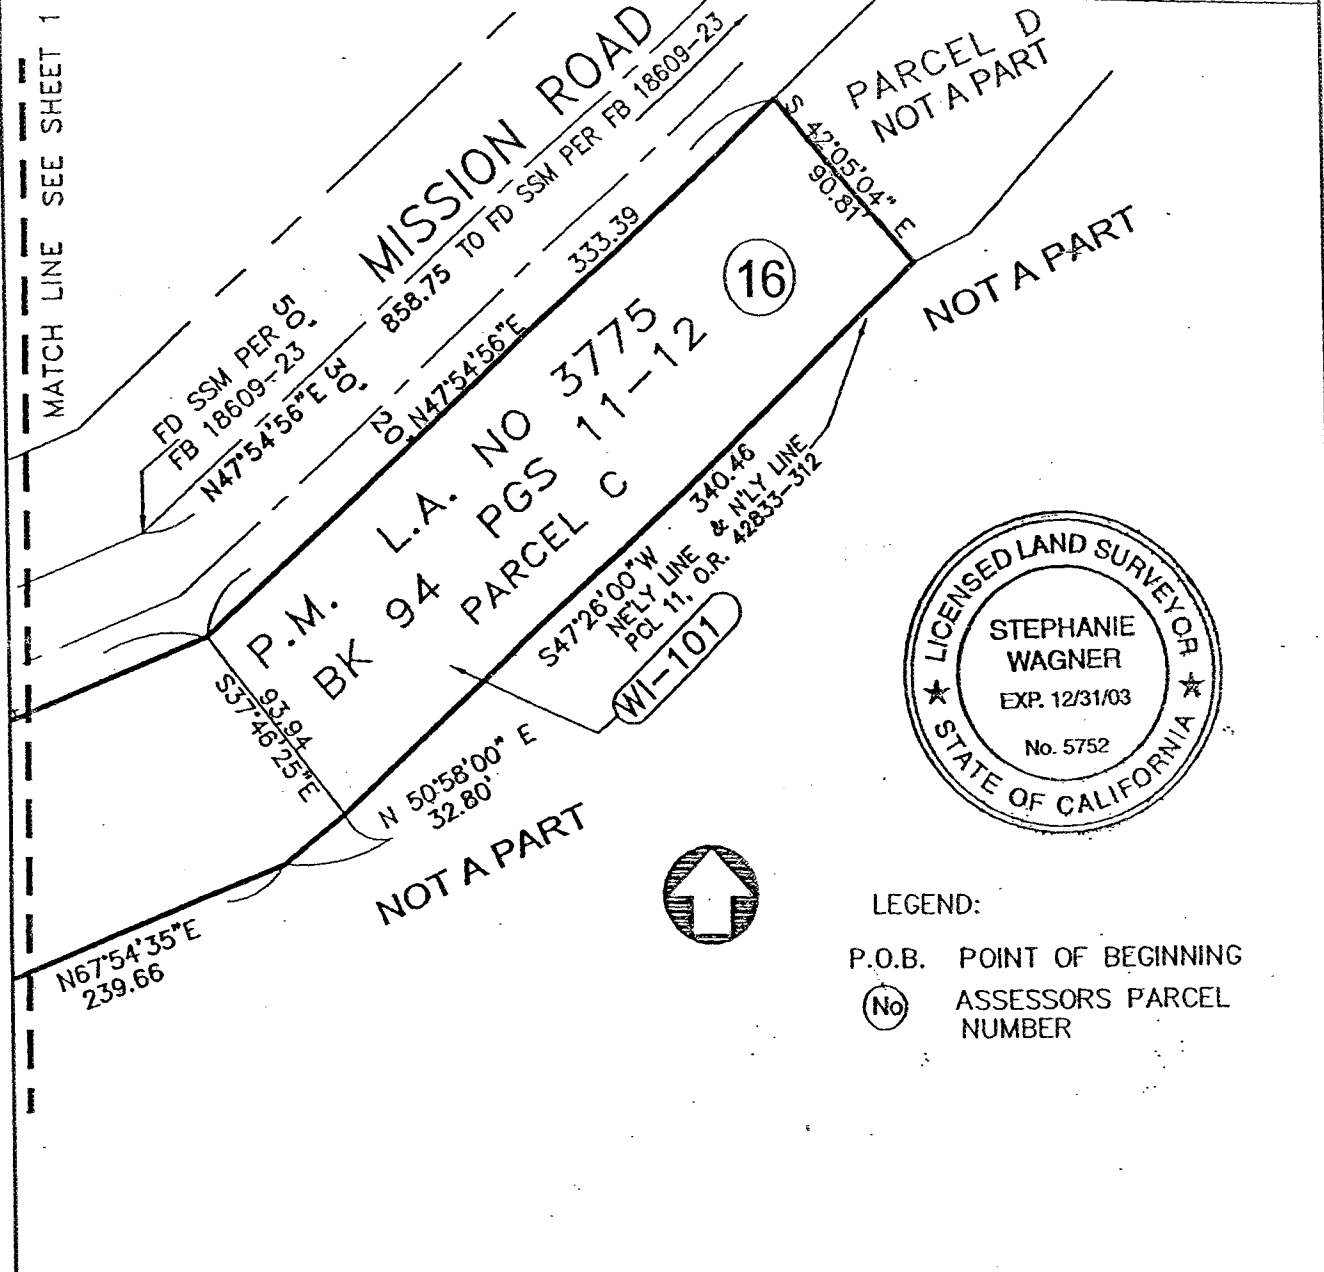 MATCH LINE SEE SHEET 1
MISSION ROAD
858.75 TO FD SSM PER FB 18609-23
PARCEL D
NOT A PART
S 42°05'04" E
90.81'
333.39
N47°54'56"E
16
NOT A PART
FD SSM PER
FB 18609-23
N47°54'56"E
50'
30'
20'
P.M. L.A. NO 3775
BK 94 PGS 11-12
PARCEL C
340.46
S47°26'00"W
NE'LY LINE & N'LY LINE
PCL 11, O.R. 42833-312
WI-101
93.94
S37°46'25"E
N 50°58'00" E
32.80'
NOT A PART
N67°54'35"E
239.66
LICENSED LAND SURVEYOR
STEPHANIE
WAGNER
EXP. 12/31/03
No. 5752
STATE OF CALIFORNIA
LEGEND:
P.O.B. POINT OF BEGINNING
No ASSESSORS PARCEL
NUMBER